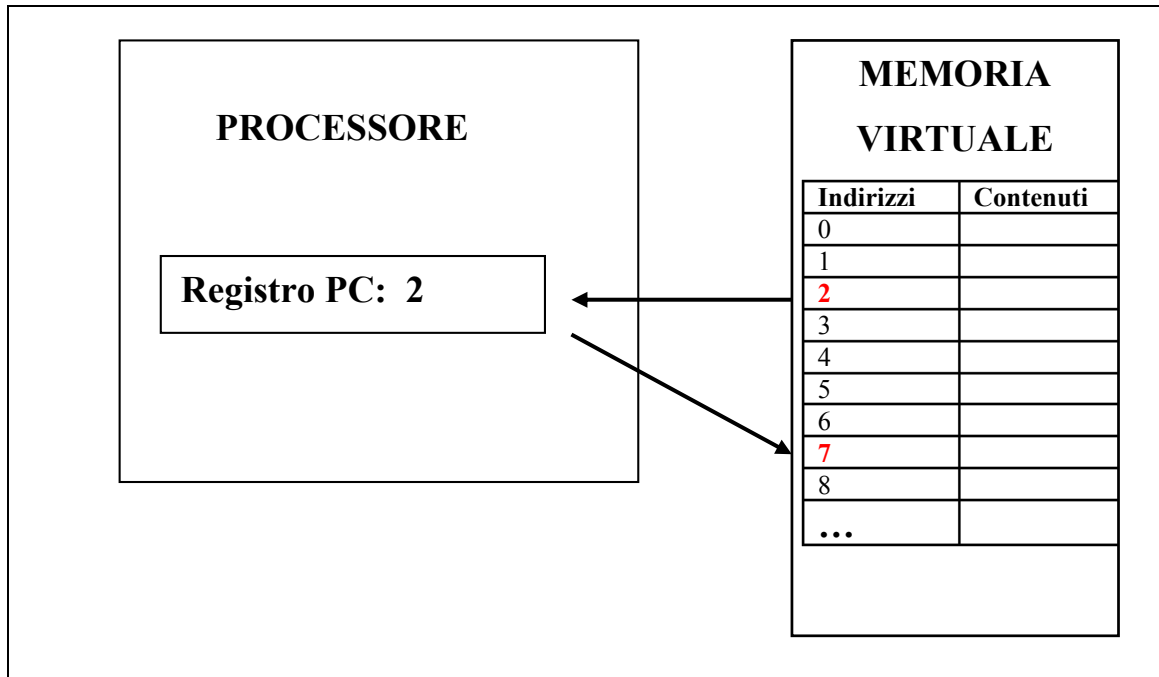 PROCESSORE
Registro PC: 2
MEMORIA
VIRTUALE
Indirizzi Contenuti
0
1
2
3
4
5
6
7
8
...